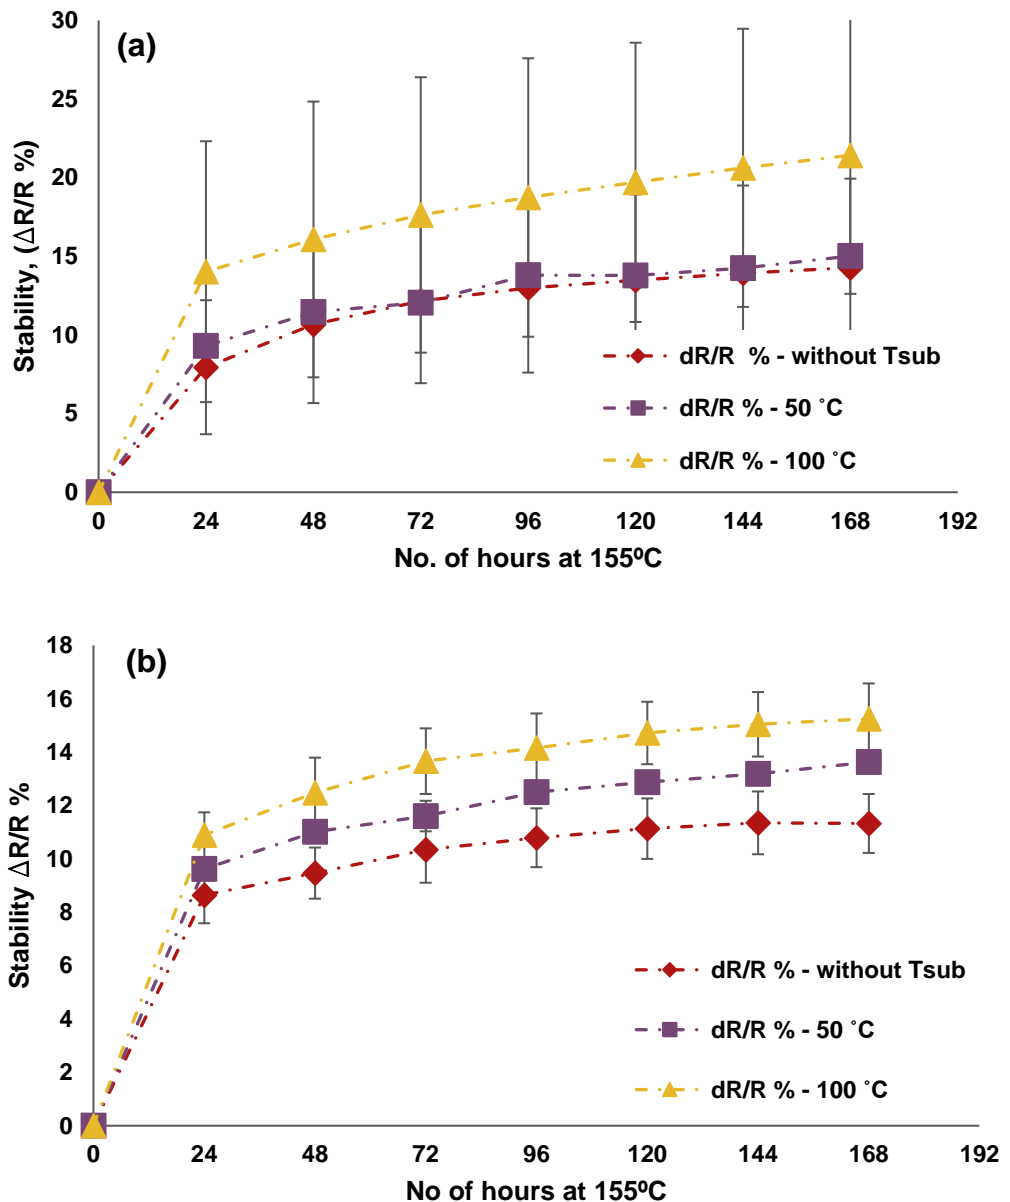 (a)
30
25
20
15
10
5
0
Stability, (ΔR/R %)
0 24 48 72 96 120 144 168 192
No. of hours at 155ºC
dR/R % - without Tsub
dR/R % - 50 ˚C
dR/R % - 100 ˚C
(b)
18
16
14
12
10
8
6
4
2
0
Stability ΔR/R %
0 24 48 72 96 120 144 168 192
No of hours at 155ºC
dR/R % - without Tsub
dR/R % - 50 ˚C
dR/R % - 100 ˚C